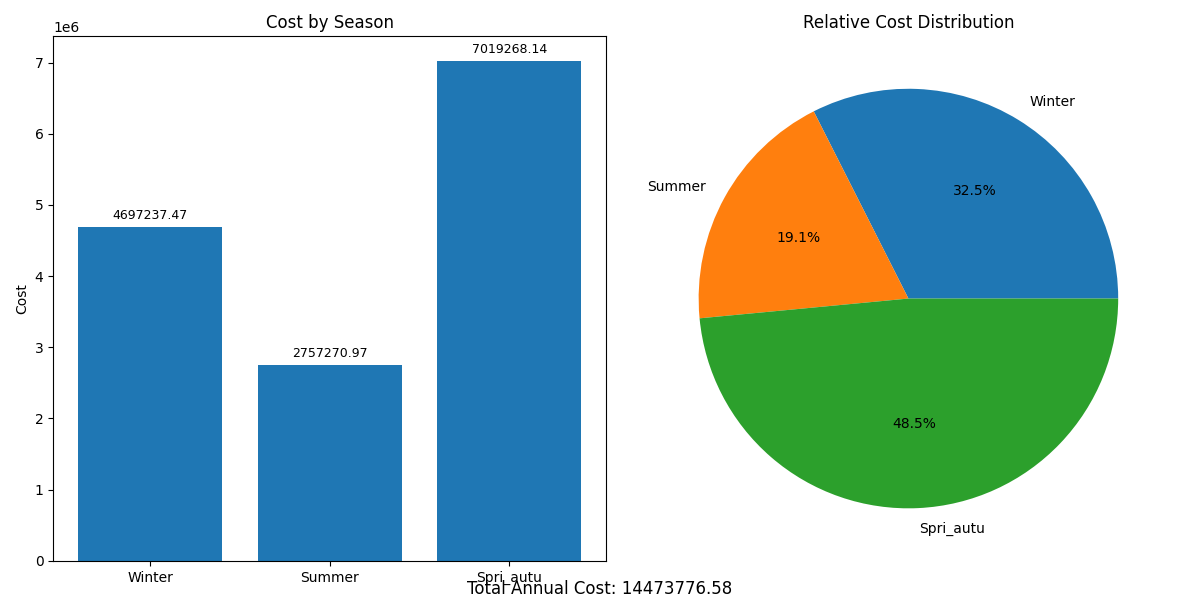 Cost by Season
1e6
7
6
5
4
3
2
1
0
Cost
4697237.47
2757270.97
7019268.14
Winter
Summer
Spri_autu
Relative Cost Distribution
Winter
32.5%
Summer
19.1%
48.5%
Spri_autu
Total Annual Cost: 14473776.58